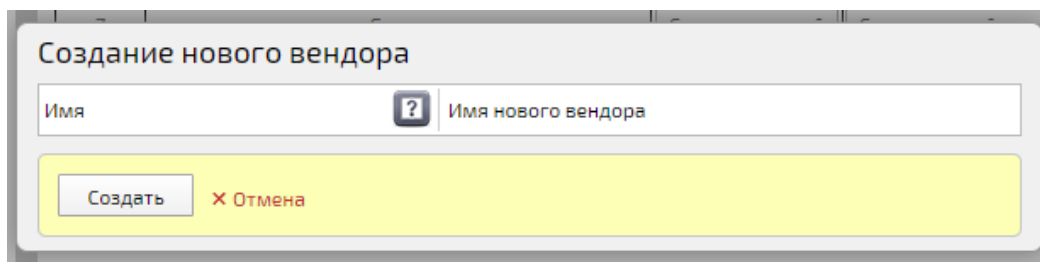 Создание нового вендора
Имя ? Имя нового вендора
Создать × Отмена